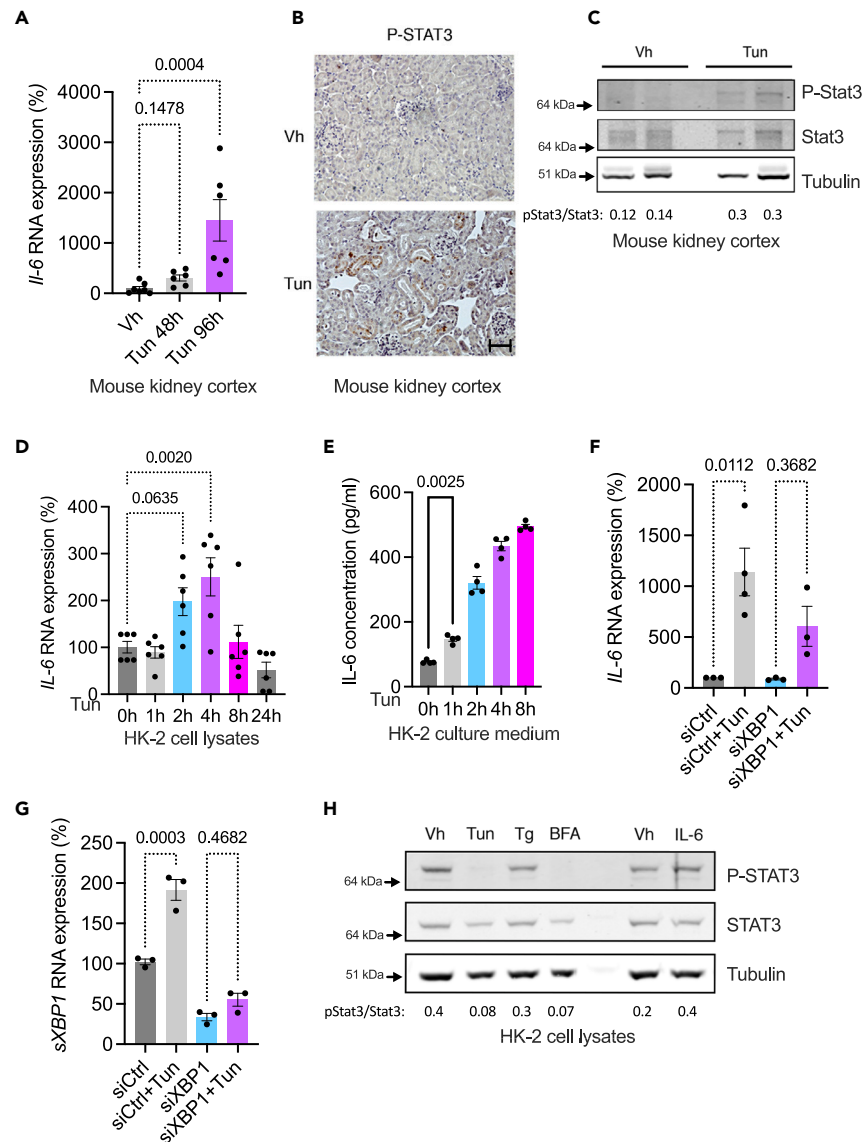 A
0.0004
0.1478
Il-6 RNA expression (%)
4000
3000
2000
1000
500
0
Vh
Tun 48h
Tun 96h
Mouse kidney cortex
B
P-STAT3
Vh
Tun
Mouse kidney cortex
C
Vh Tun
64 kDa P-Stat3
64 kDa Stat3
51 kDa Tubulin
pStat3/Stat3: 0.12 0.14 0.3 0.3
Mouse kidney cortex
D
0.0020
0.0635
IL-6 RNA expression (%)
400
300
200
100
0
Tun
0h 1h 2h 4h 8h 24h
HK-2 cell lysates
E
0.0025
IL-6 concentration (pg/ml)
600
400
200
0
Tun
0h 1h 2h 4h 8h
HK-2 culture medium
F
0.0112 0.3682
IL-6 RNA expression (%)
2000
1500
1000
500
0
siCtrl
siCtrl+Tun
siXBP1
siXBP1+Tun
G
0.0003 0.4682
sXBP1 RNA expression (%)
250
200
150
100
50
0
siCtrl
siCtrl+Tun
siXBP1
siXBP1+Tun
H
Vh Tun Tg BFA Vh IL-6
64 kDa P-STAT3
64 kDa STAT3
51 kDa Tubulin
pStat3/Stat3: 0.4 0.08 0.3 0.07 0.2 0.4
HK-2 cell lysates